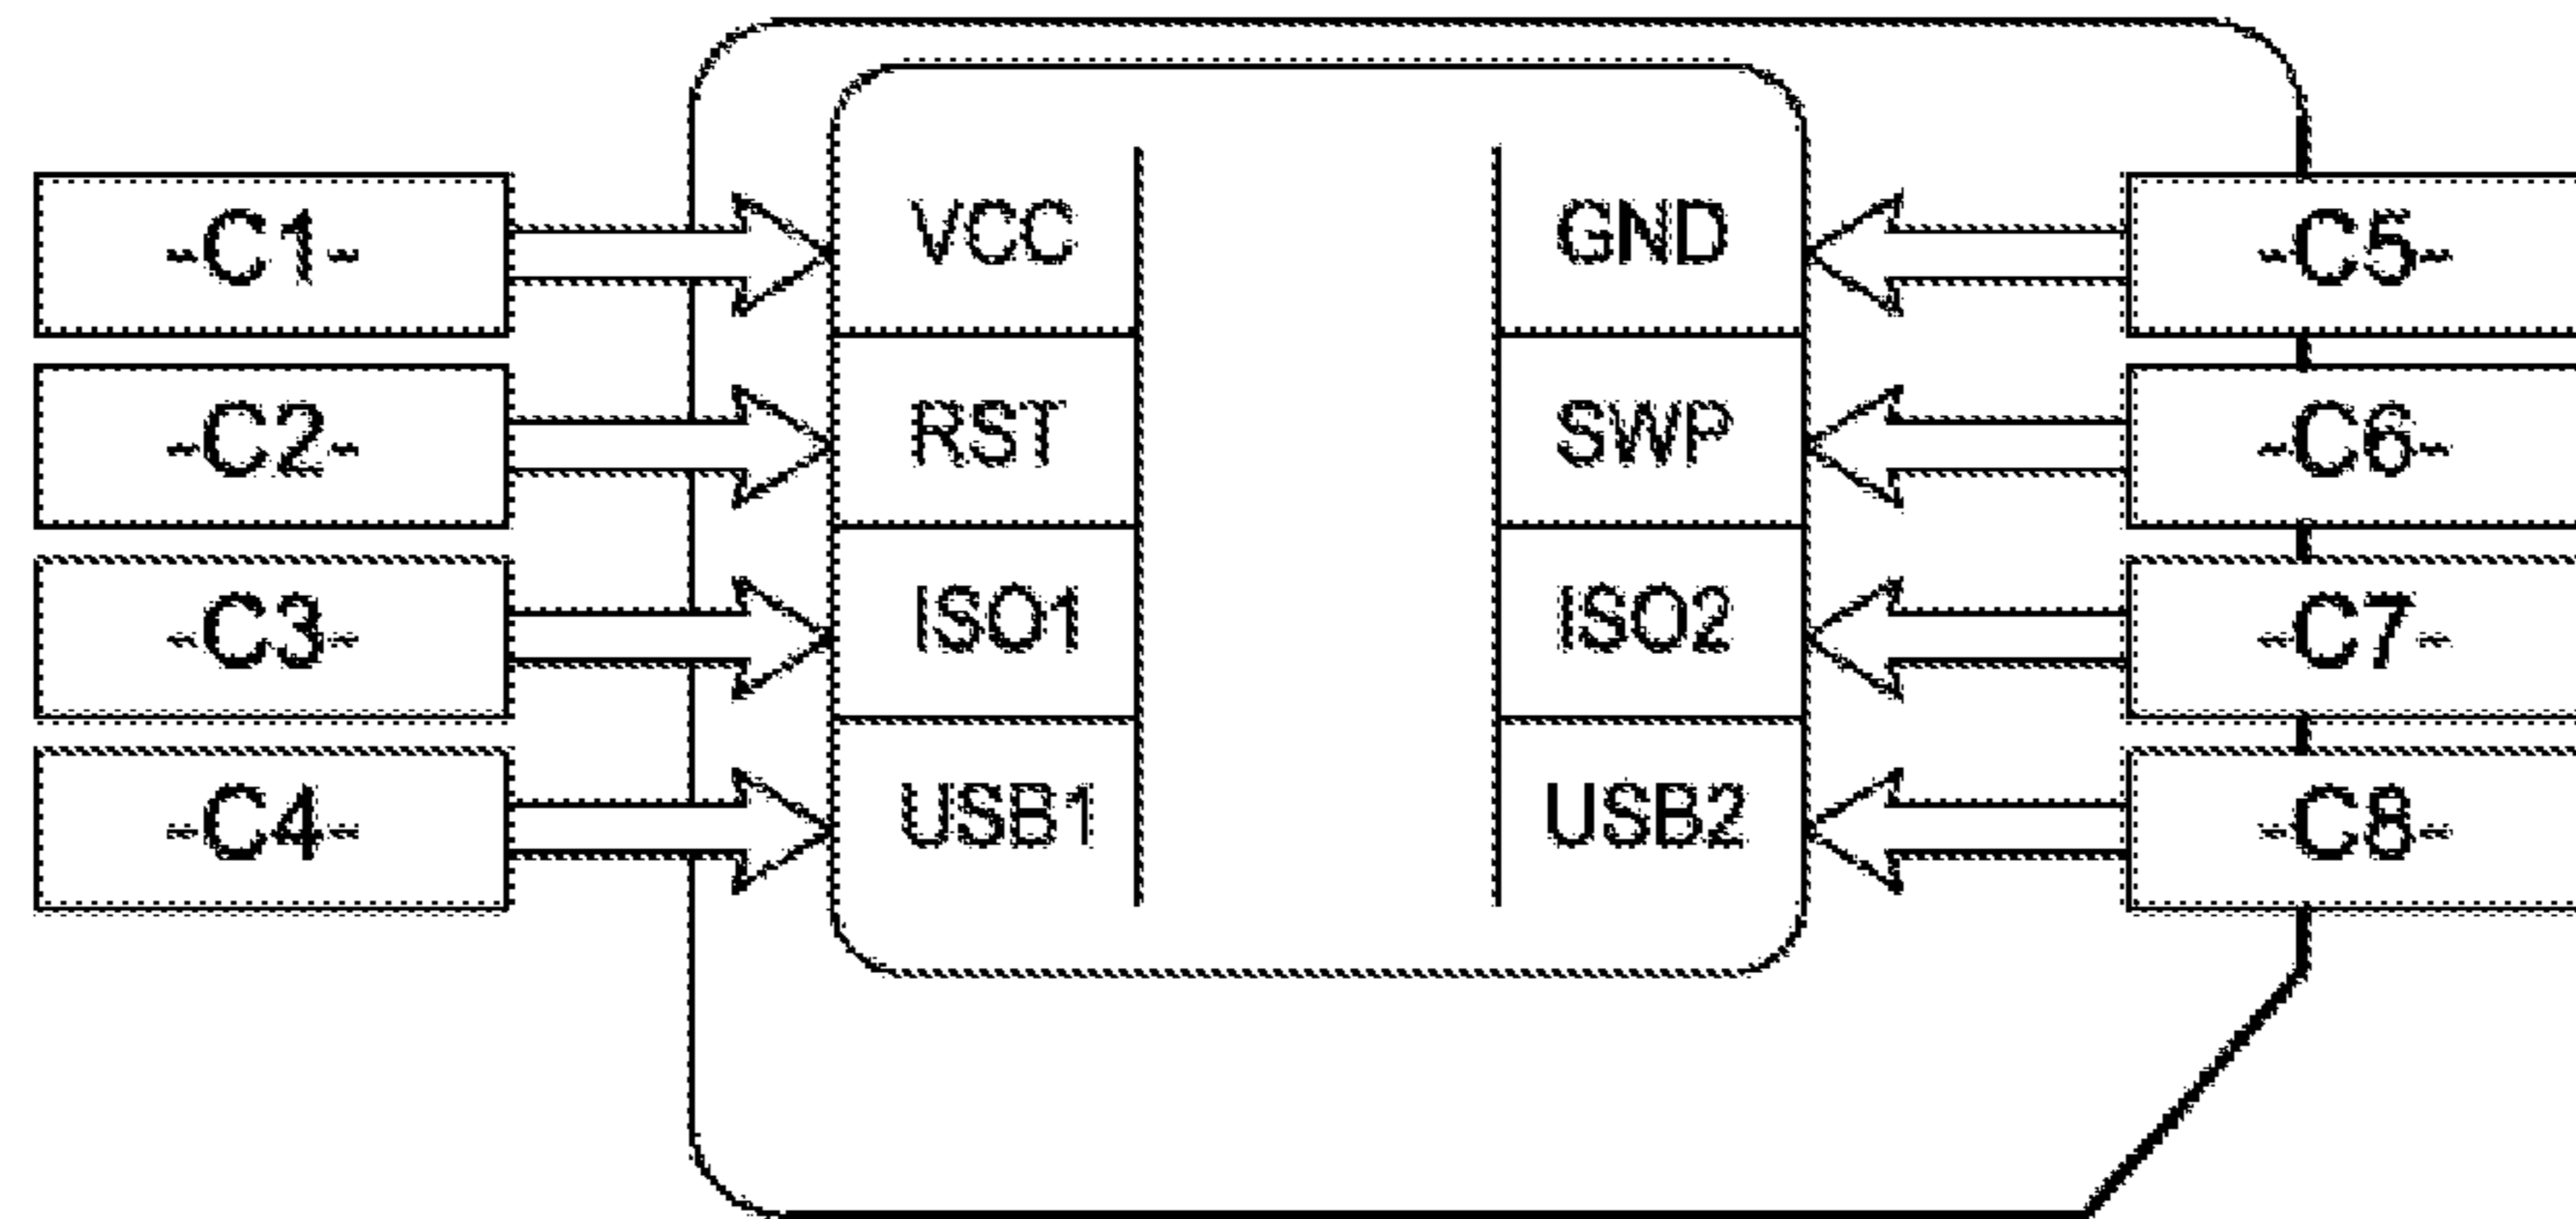 -C1- VCC GND -C5-
-C2- RST SWP -C6-
-C3- ISO1 ISO2 -C7-
-C4- USB1 USB2 -C8-